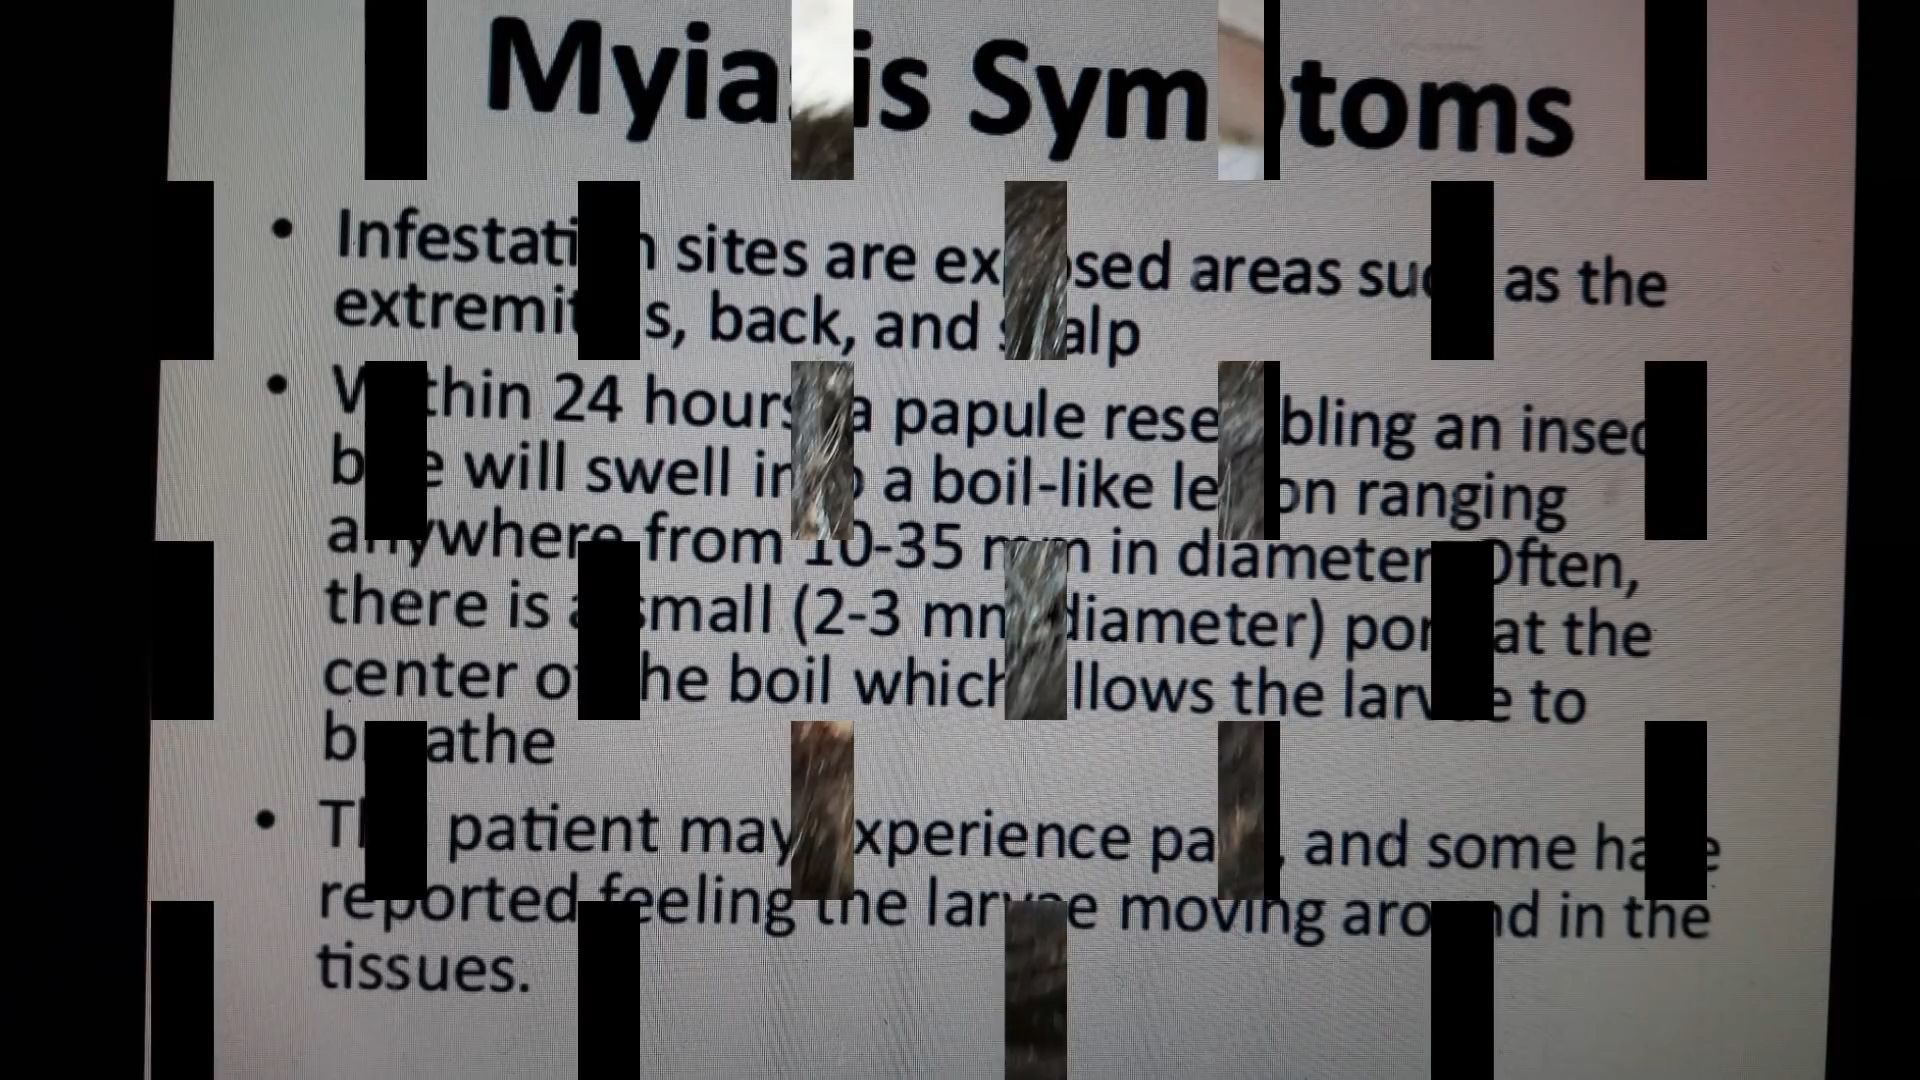 Myiasis Symptoms
• Infestation sites are exposed areas such as the
extremities, back, and scalp
• Within 24 hours, a papule resembling an insect
bite will swell into a boil-like lesion ranging
anywhere from 10-35 mm in diameter. Often,
there is a small (2-3 mm diameter) pore at the
center of the boil which allows the larvae to
breathe
• The patient may experience pain, and some have
reported feeling the larvae moving around in the
tissues.